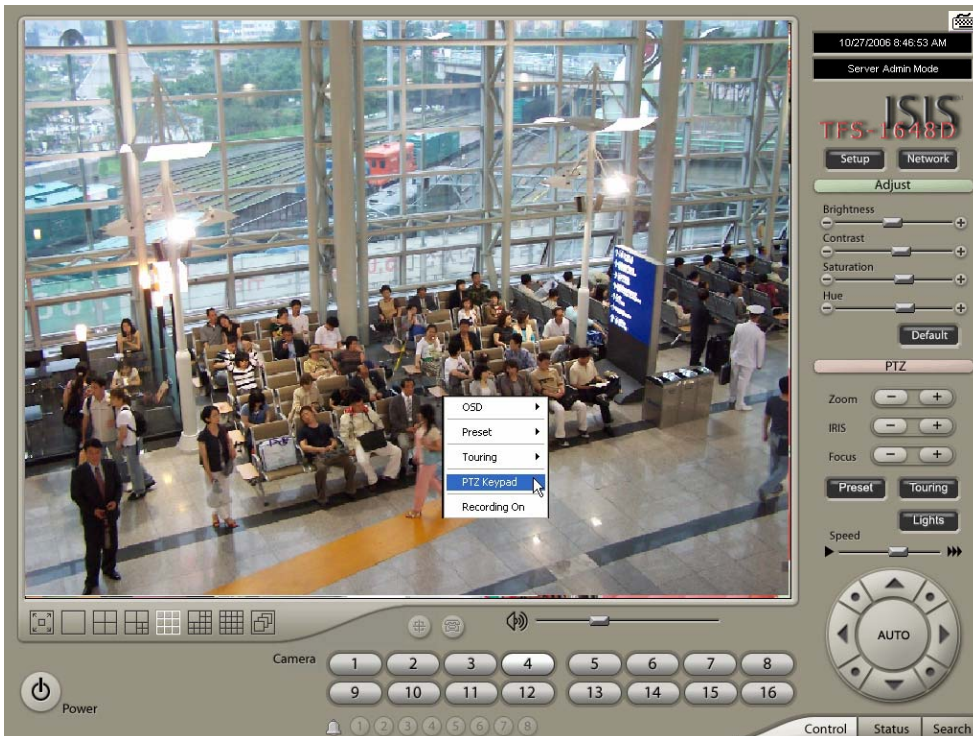 10/27/2006 8:46:53 AM
Server Admin Mode
ISIS
TFS-1648D
Setup
Network
Adjust
Brightness
Contrast
Saturation
Hue
Default
PTZ
Zoom
IRIS
Focus
Preset
Touring
Lights
Speed
AUTO
OSD
Preset
Touring
PTZ Keypad
Recording On
Camera
1 2 3 4 5 6 7 8
9 10 11 12 13 14 15 16
Power
1 2 3 4 5 6 7 8
Control Status Search